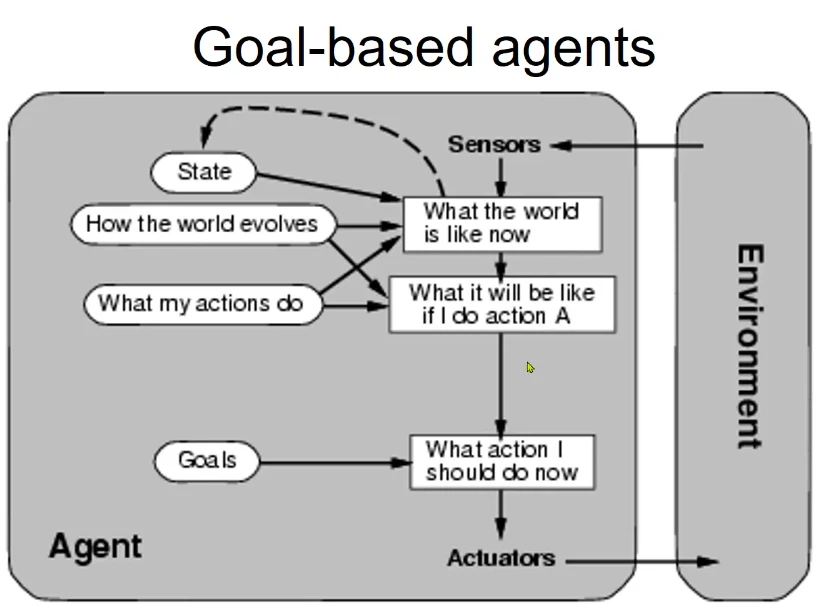 Goal-based agents
Sensors
State
What the world
is like now
How the world evolves
What it will be like
if I do action A
What my actions do
Environment
What action I
should do now
Goals
Agent
Actuators